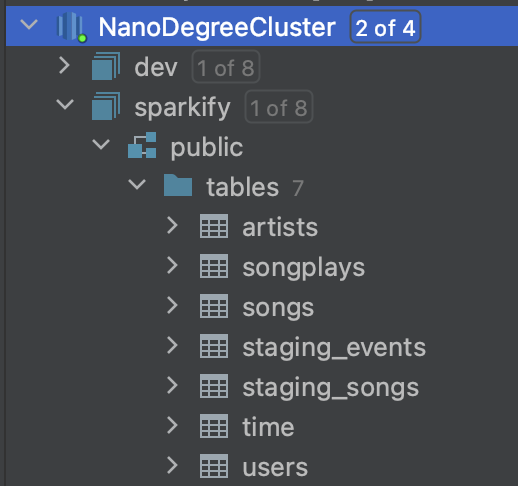 NanoDegreeCluster 2 of 4
dev 1 of 8
sparkify 1 of 8
public
tables 7
artists
songplays
songs
staging_events
staging_songs
time
users